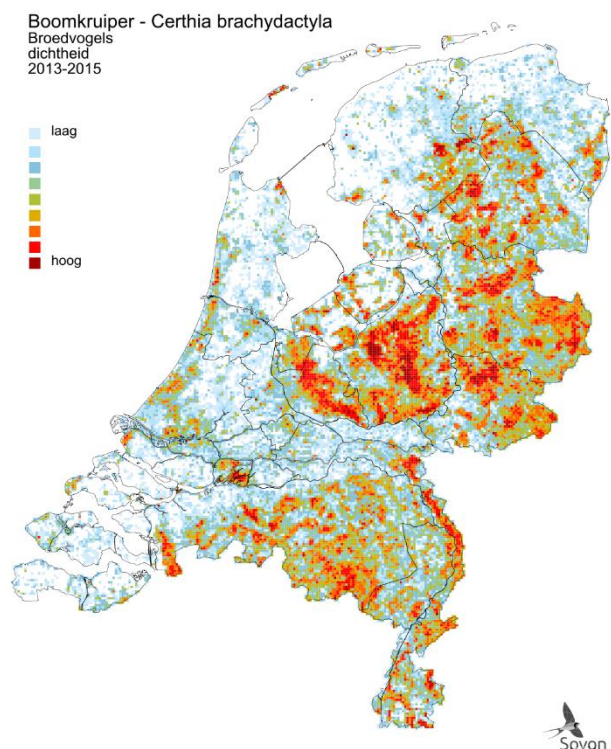 Boomkruiper - Certhia brachydactyla
Broedvogels
dichtheid
2013-2015
laag
hoog
Sovon